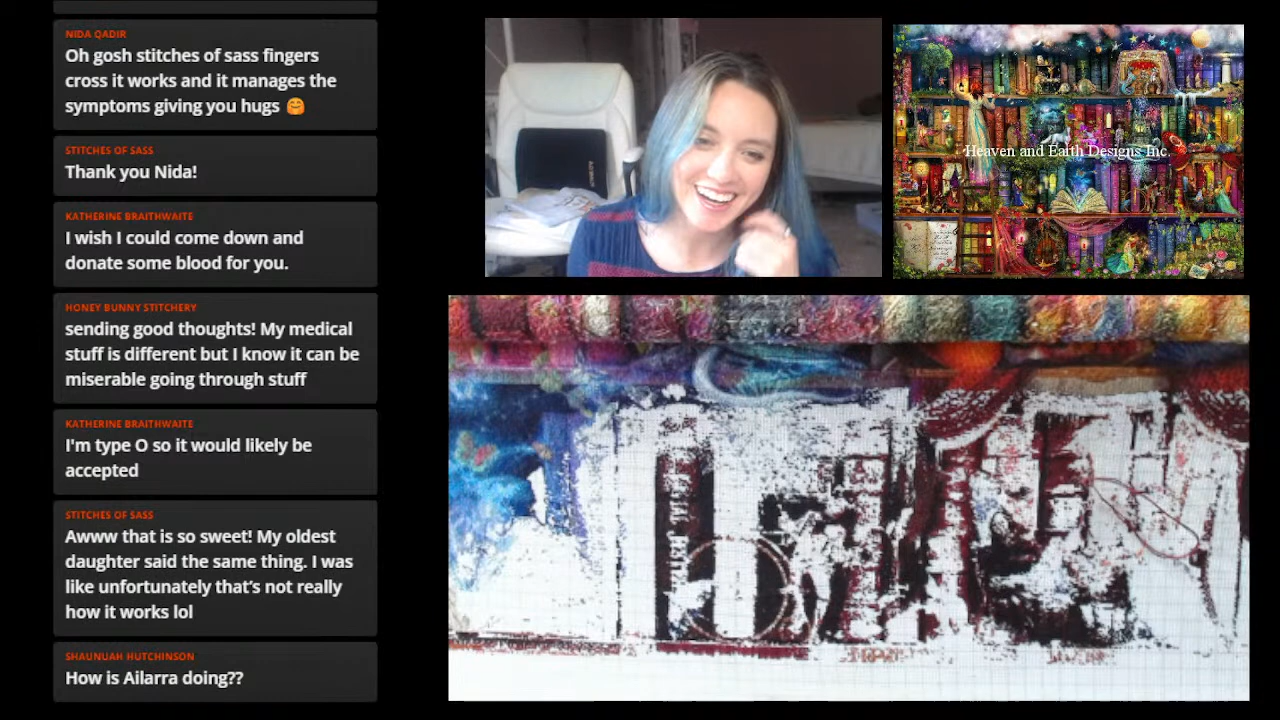 NIDA QADIR
Oh gosh stitches of sass fingers
cross it works and it manages the
symptoms giving you hugs 🤗
STITCHES OF SASS
Thank you Nida!
KATHERINE BRAITHWAITE
I wish I could come down and
donate some blood for you.
HONEY BUNNY STITCHERY
sending good thoughts! My medical
stuff is different but I know it can be
miserable going through stuff
KATHERINE BRAITHWAITE
I'm type O so it would likely be
accepted
STITCHES OF SASS
Awww that is so sweet! My oldest
daughter said the same thing. I was
like unfortunately that’s not really
how it works lol
SHAUNUAH HUTCHINSON
How is Ailarra doing??
Heaven and Earth Designs Inc.